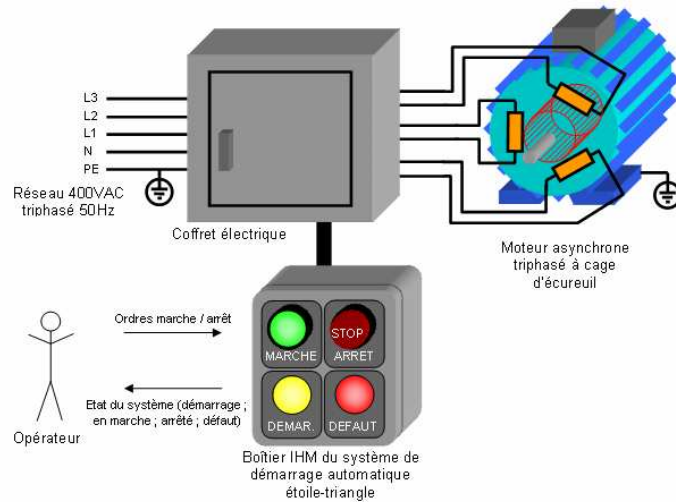 L3
L2
L1
N
PE
Réseau 400VAC
triphasé 50Hz
Coffret électrique
Moteur asynchrone
triphasé à cage
d'écureuil
Ordres marche / arrêt
MARCHE
STOP
ARRET
Etat du système (démarrage ;
en marche ; arrêté ; défaut)
DEMAR.
DEFAUT
Opérateur
Boîtier IHM du système de
démarrage automatique
étoile-triangle